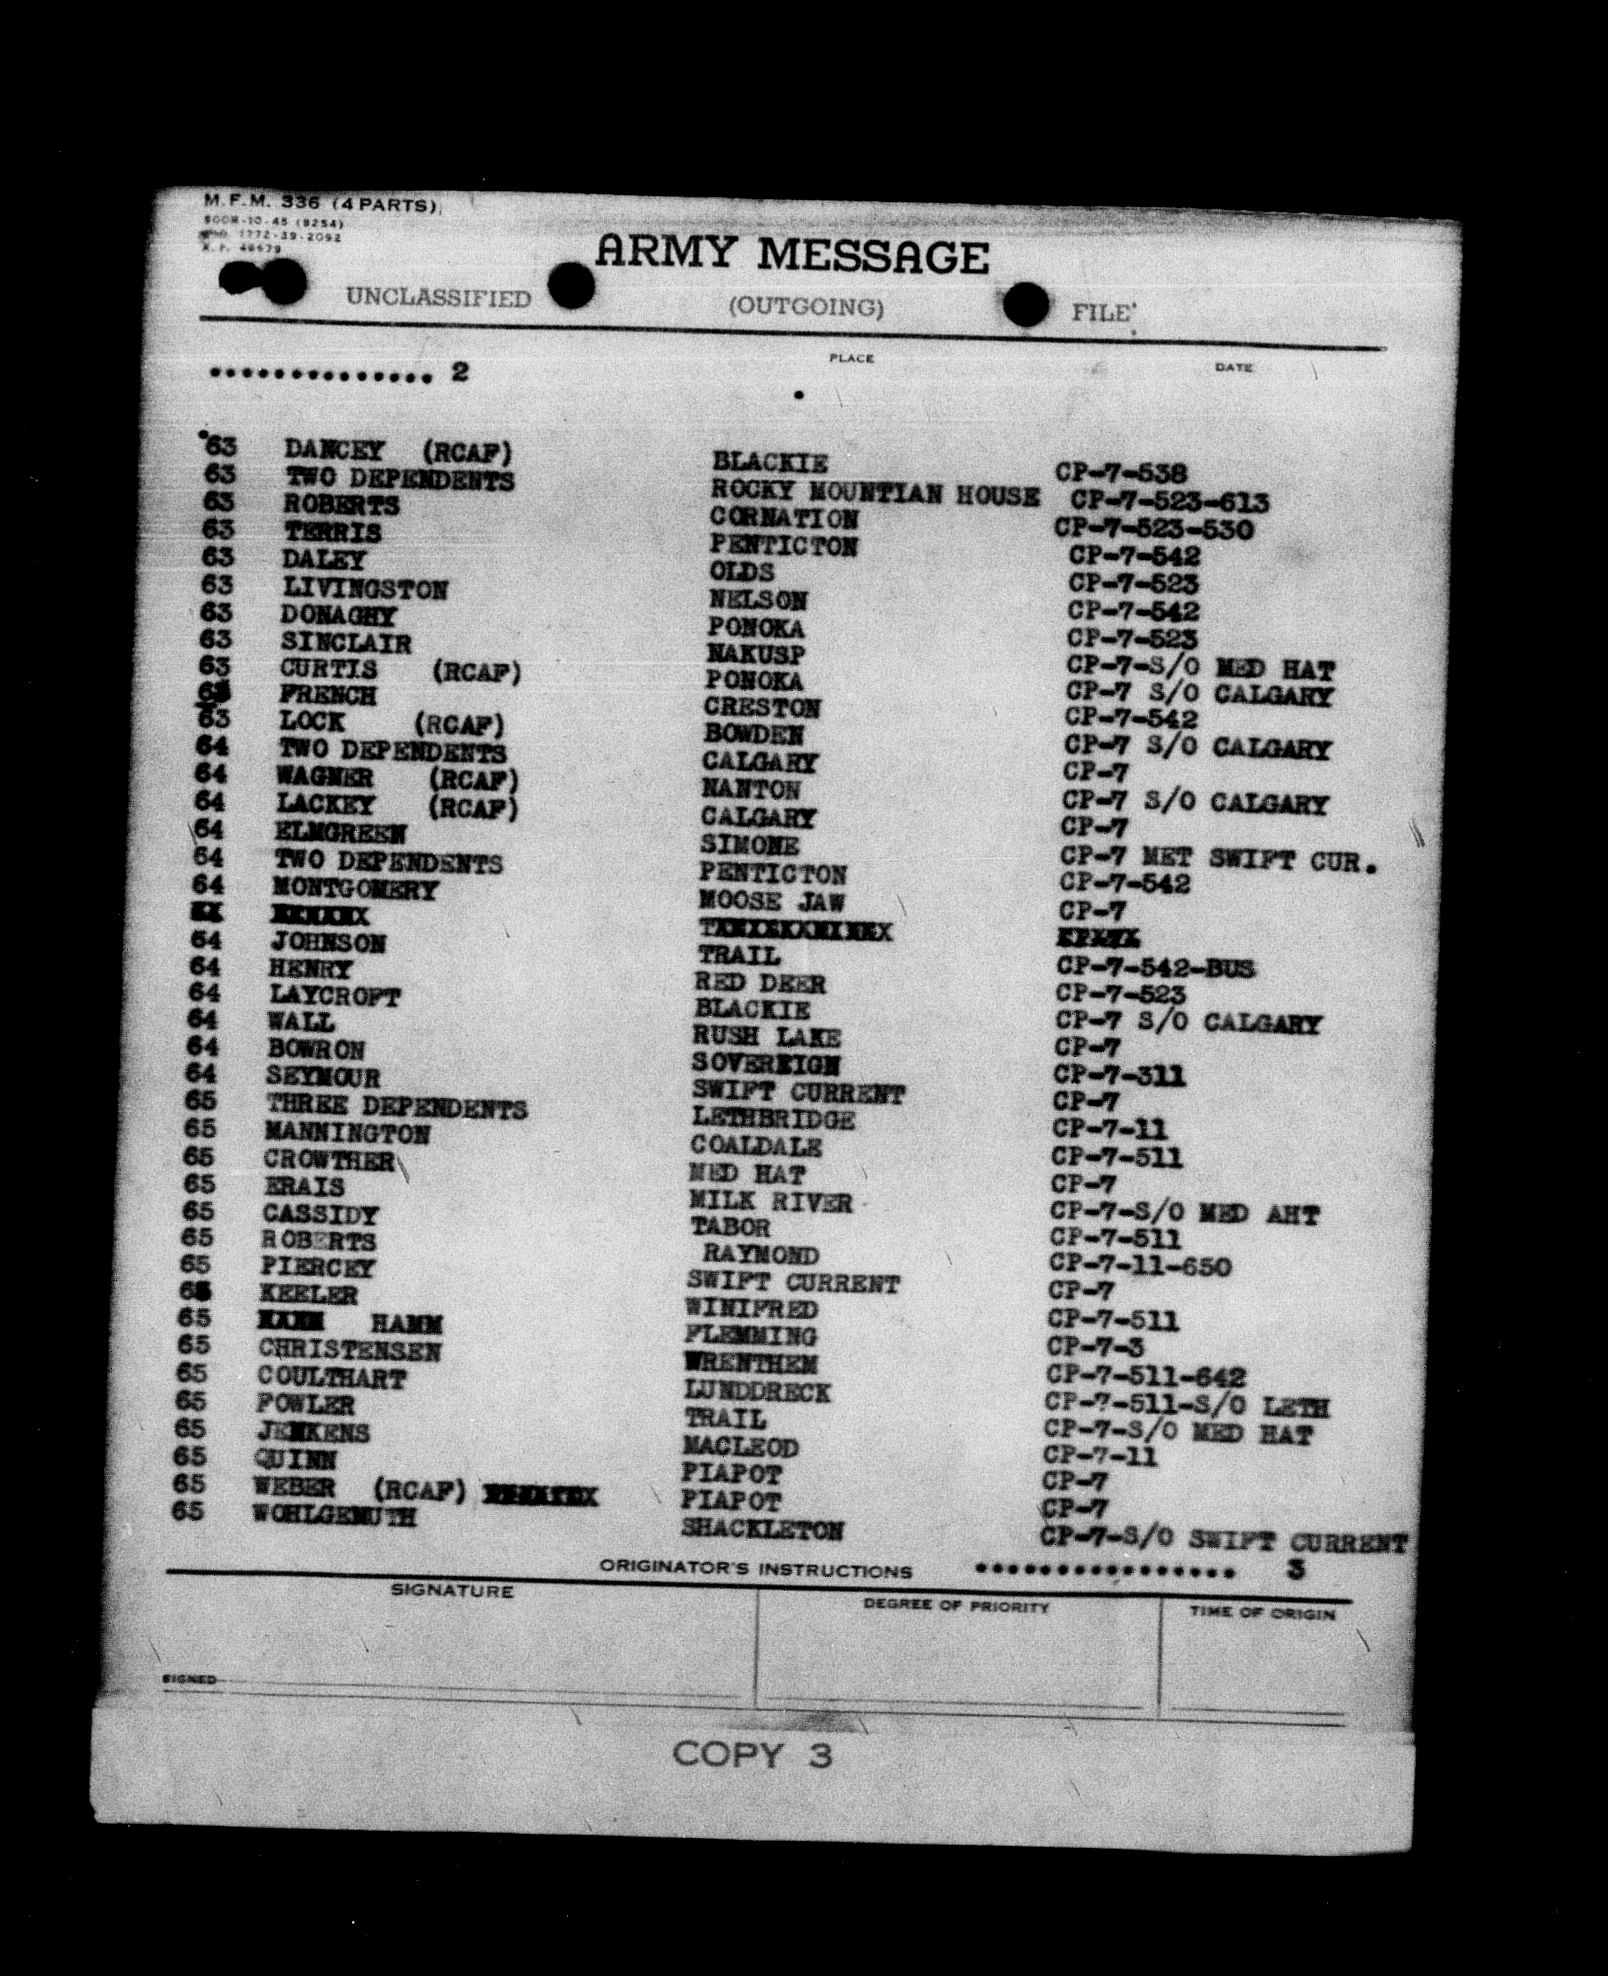 M.F.M. 336 (4 PARTS)
500M-10-45 (8254)
1772-39-2092
ARMY MESSAGE
UNCLASSIFIED (OUTGOING) FILE
PLACE DATE
.............. 2
63 DANCEY (RCAF) BLACKIE CP-7-538
63 TWO DEPENDENTS ROCKY MOUNTIAN HOUSE CP-7-523-613
63 ROBERTS CORNATION CP-7-523-530
63 TERRIS PENTICTON CP-7-542
63 DALEY OLDS CP-7-523
63 LIVINGSTON NELSON CP-7-542
63 DONAGHY PONOKA CP-7-523
63 SINCLAIR NAKUSP CP-7-S/O MED HAT
63 CURTIS (RCAF) PONOKA CP-7 S/O CALGARY
63 FRENCH CRESTON CP-7-542
63 LOCK (RCAF) BOWDEN CP-7 S/O CALGARY
64 TWO DEPENDENTS CALGARY CP-7
64 WAGNER (RCAF) NANTON CP-7 S/O CALGARY
64 LACKEY (RCAF) CALGARY CP-7
64 ELMGREEN SIMONE CP-7 MET SWIFT CUR.
64 TWO DEPENDENTS PENTICTON CP-7-542
64 MONTGOMERY MOOSE JAW CP-7
64 JOHNSON TRAIL CP-7-542-BUS
64 HENRY RED DEER CP-7-523
64 LAYCROFT BLACKIE CP-7 S/O CALGARY
64 WALL RUSH LAKE CP-7
64 BOWRON SOVEREIGN CP-7-311
64 SEYMOUR SWIFT CURRENT CP-7
65 THREE DEPENDENTS LETHBRIDGE CP-7-11
65 MANNINGTON COALDALE CP-7-511
65 CROWTHER MED HAT CP-7
65 ERAIS MILK RIVER CP-7-S/O MED AHT
65 CASSIDY TABOR CP-7-511
65 ROBERTS RAYMOND CP-7-11-650
65 PIERCEY SWIFT CURRENT CP-7
65 KEELER WINIFRED CP-7-511
65 HAMM FLEMMING CP-7-3
65 CHRISTENSEN WRENTHEM CP-7-511-642
65 COULTHART LUNDDRECK CP-7-511-S/O LETH
65 FOWLER TRAIL CP-7-S/O MED HAT
65 JENKENS MACLEOD CP-7-11
65 QUINN PIAPOT CP-7
65 WEBER (RCAF) PIAPOT CP-7
65 WOHLGEMUTH SHACKLETON CP-7-S/O SWIFT CURRENT
ORIGINATOR'S INSTRUCTIONS ................ 3
SIGNATURE DEGREE OF PRIORITY TIME OF ORIGIN
SIGNED
COPY 3